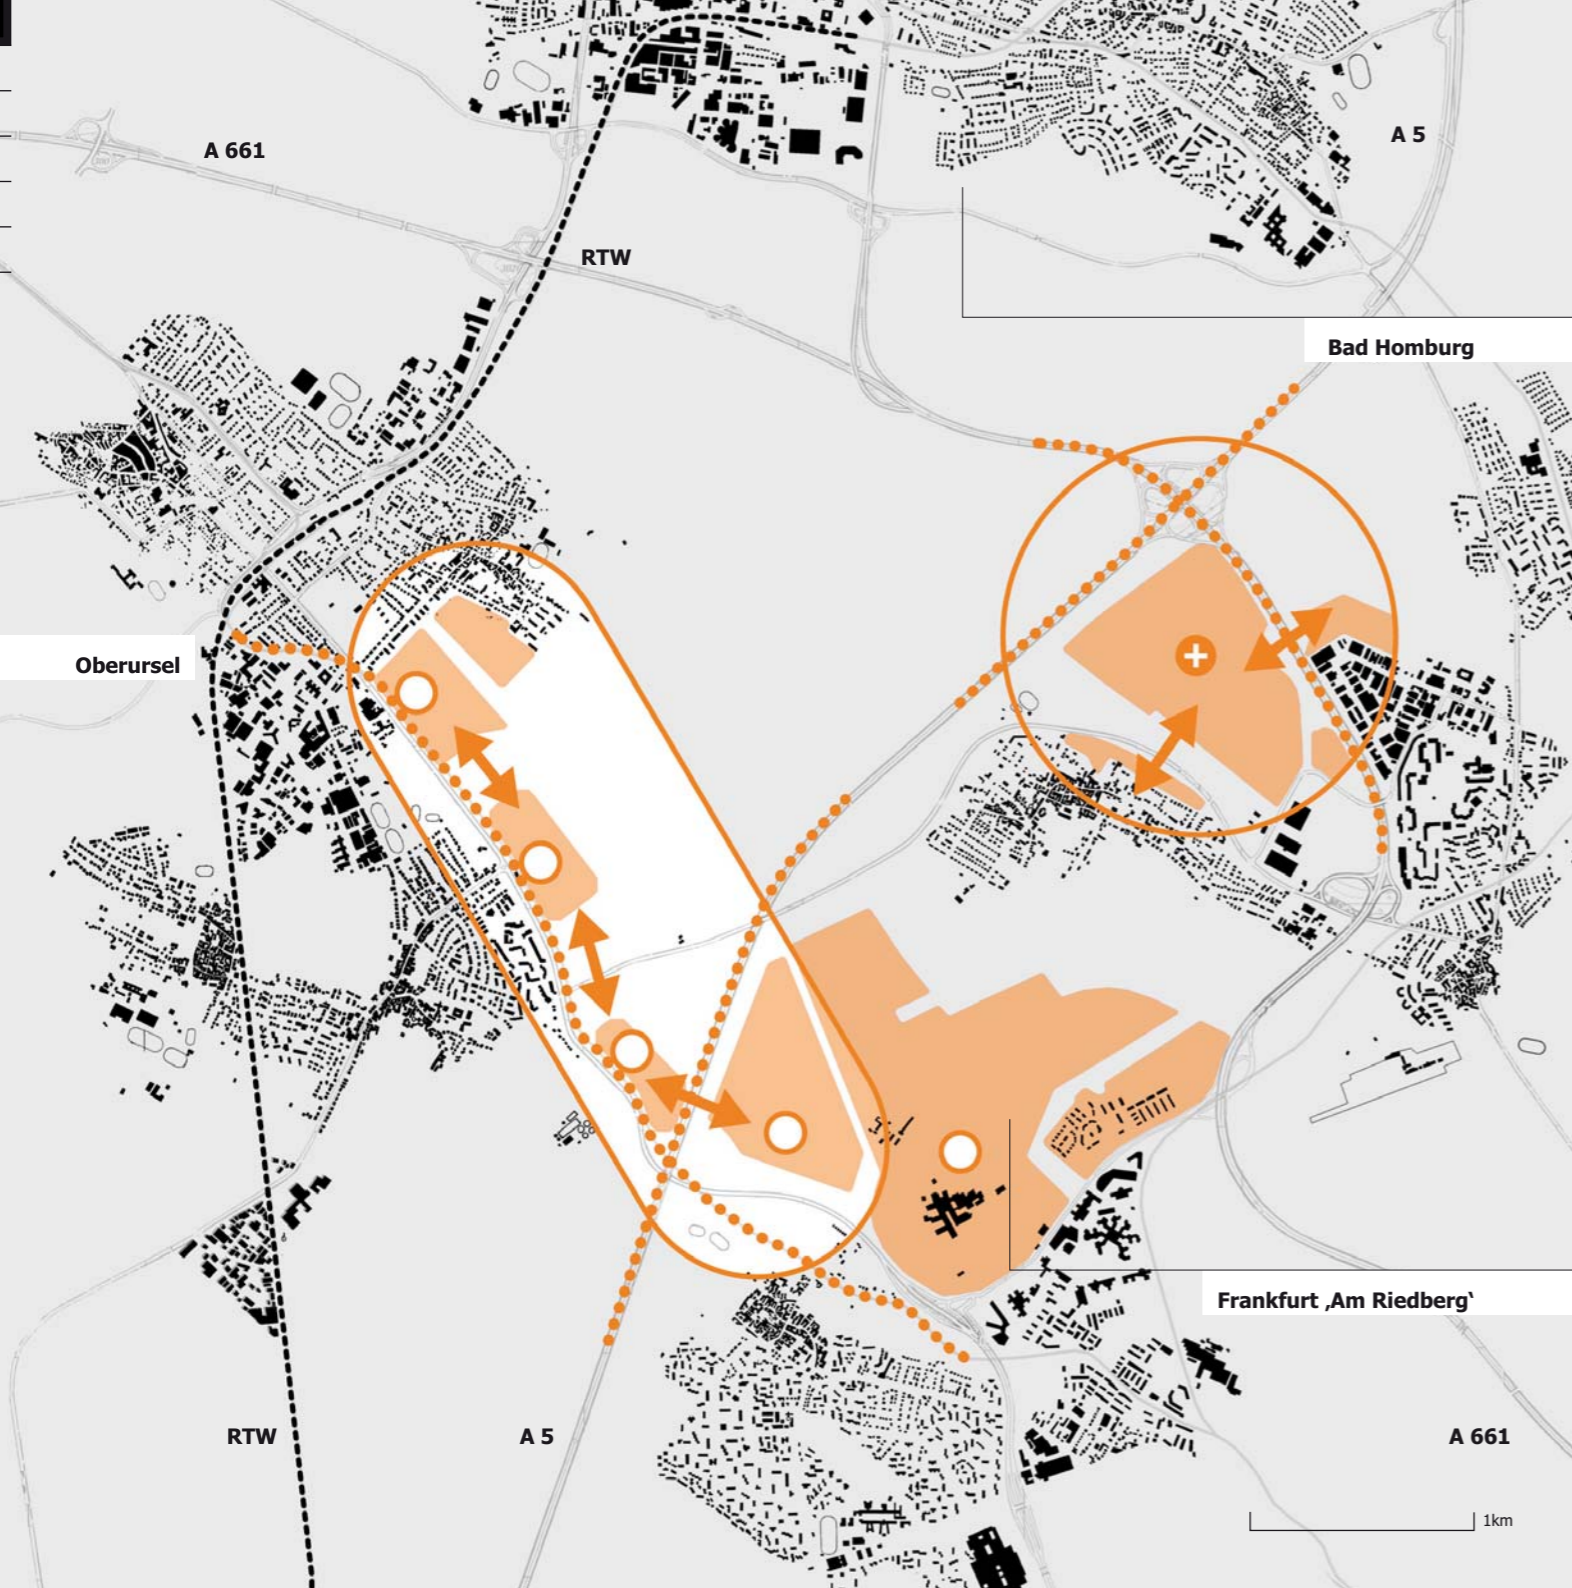 A 661
A 5
RTW
Bad Homburg
Oberursel
Frankfurt ‚Am Riedberg‘
RTW
A 5
A 661
1km